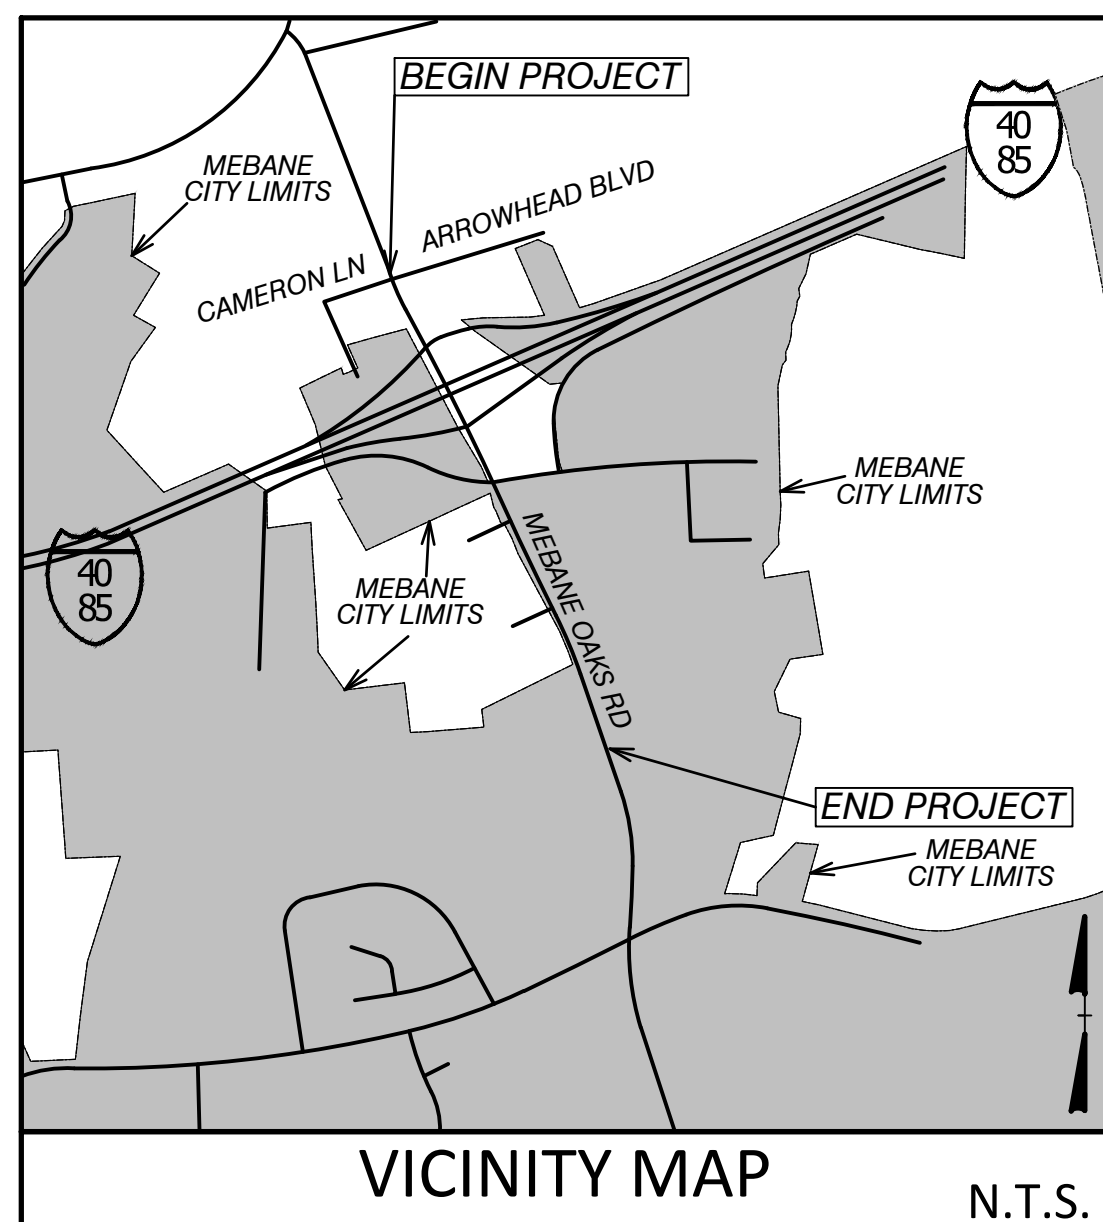 BEGIN PROJECT
40
85
MEBANE
CITY LIMITS
ARROWHEAD BLVD
CAMERON LN
MEBANE
CITY LIMITS
40
85
MEBANE
CITY LIMITS
MEBANE OAKS RD
END PROJECT
MEBANE
CITY LIMITS
VICINITY MAP
N.T.S.